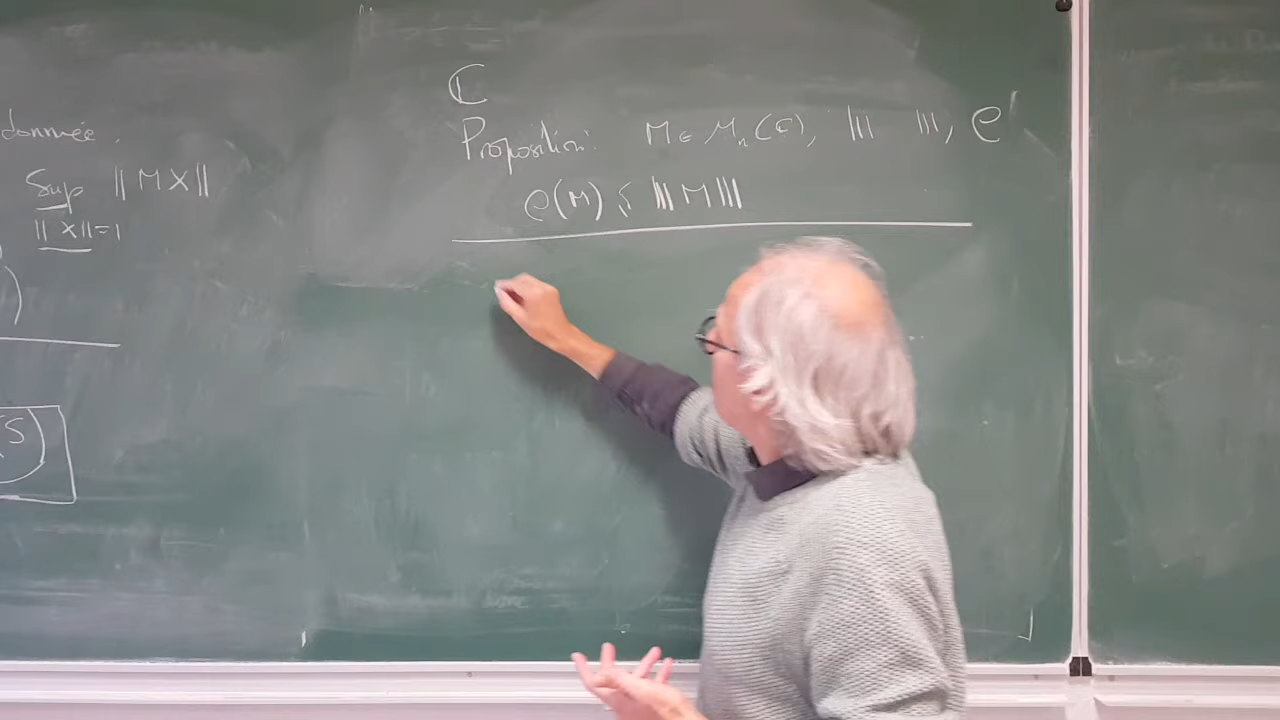 donnée.
Sup ||MX||
||X||=1
)
S)
ℂ
Proposition: M ∈ Mₙ(ℂ), ||| |||, ρ
ρ(M) ≤ |||M|||